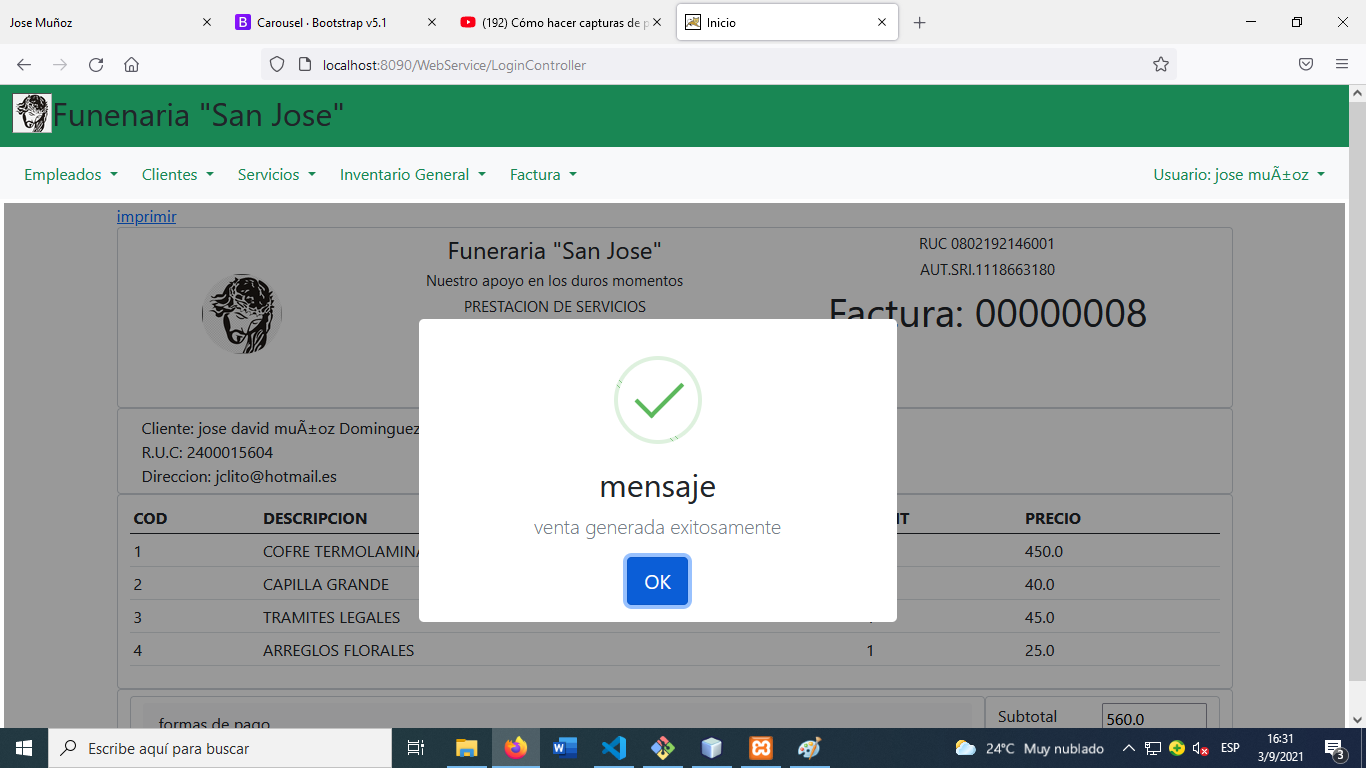 Jose Muñoz
Carousel · Bootstrap v5.1
(192) Cómo hacer capturas de p
Inicio
localhost:8090/WebService/LoginController
Funenaria "San Jose"
Empleados Clientes Servicios Inventario General Factura Usuario: jose muÃ±oz
imprimir
Funeraria "San Jose"
Nuestro apoyo en los duros momentos
PRESTACION DE SERVICIOS
RUC 0802192146001
AUT.SRI.1118663180
Factura: 00000008
Cliente: jose david muÃ±oz Dominguez
R.U.C: 2400015604
Direccion: jclito@hotmail.es
mensaje
venta generada exitosamente
OK
COD DESCRIPCION PRECIO
1 COFRE 450.0
2 CAPILLA GRANDE 40.0
3 TRAMITES LEGALES 45.0
4 ARREGLOS FLORALES 1 25.0
formas de pago
Subtotal 560.0
Escribe aquí para buscar
24°C Muy nublado
ESP
16:31
3/9/2021
3